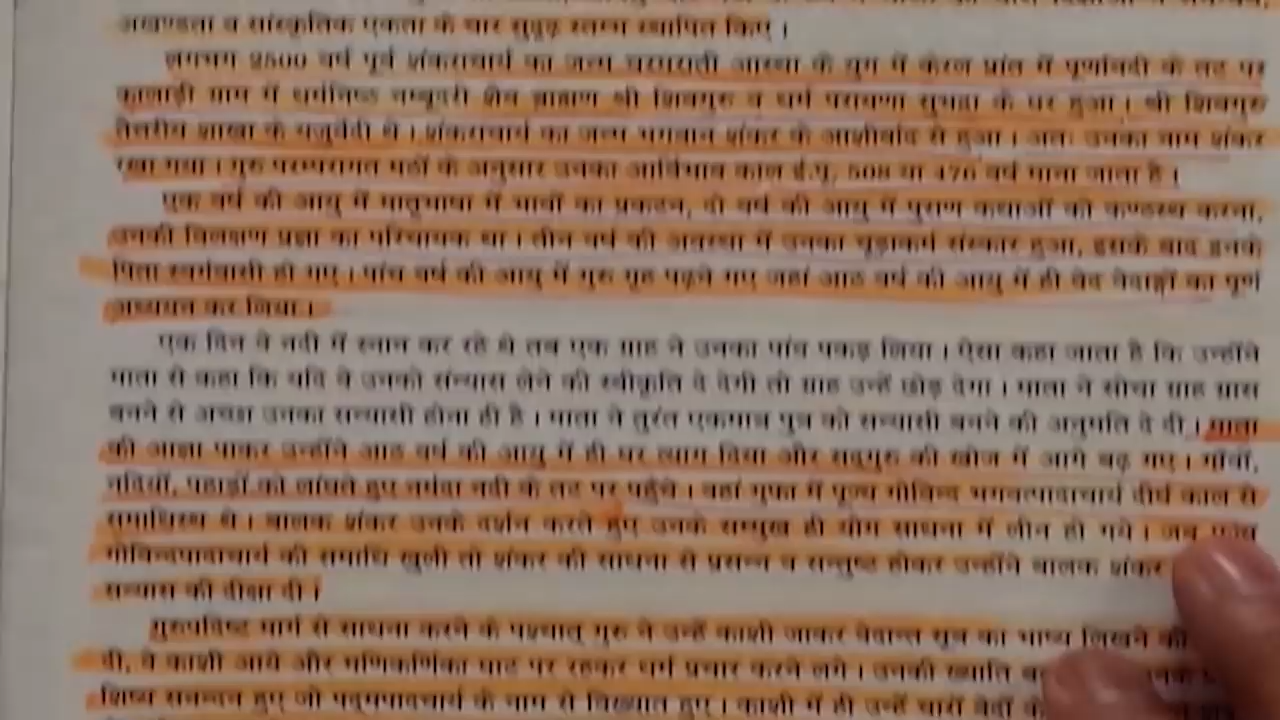 अखण्डता व सांस्कृतिक एकता के चार सुदृढ़ स्तम्भ स्थापित किए।
लगभग 2500 वर्ष पूर्व शंकराचार्य का जन्म परम्परावादी आस्था के युग में केरल प्रांत में पूर्णानदी के तट पर
कालाड़ी ग्राम में धर्मनिष्ठ नम्बूदरी शैव ब्राह्मण श्री शिवगुरु व धर्म परायणा सुभद्रा के घर हुआ। श्री शिवगुरु
तैत्तरीय शाखा के यजुर्वेदी थे। शंकराचार्य का जन्म भगवान शंकर के आशीर्वाद से हुआ। अतः उनका नाम शंकर
रखा गया। गुरु परम्परागत मठों के अनुसार उनका आर्विभाव काल ई.पू. 508 या 476 वर्ष माना जाता है।
एक वर्ष की आयु में मातृभाषा में भावों का प्रकटन, दो वर्ष की आयु में पुराण कथाओं को कण्ठस्थ करना,
उनकी विलक्षण प्रज्ञा का परिचायक था। तीन वर्ष की अवस्था में उनका चूड़ाकर्म संस्कार हुआ, इसके बाद इनके
पिता स्वर्गवासी हो गए। पांच वर्ष की आयु में गुरु गृह पढ़ने गए जहां आठ वर्ष की आयु में ही वेद वेदाङ्गों का पूर्ण
अध्ययन कर लिया।
एक दिन वे नदी में स्नान कर रहे थे तब एक ग्राह ने उनका पांव पकड़ लिया। ऐसा कहा जाता है कि उन्होंने
माता से कहा कि यदि वे उनको संन्यास लेने की स्वीकृति दे देगी तो ग्राह उन्हें छोड़ देगा। माता ने सोचा ग्राह ग्रास
बनने से अच्छा उनका सन्यासी होना ही है। माता ने तुरंत एकमात्र पुत्र को सन्यासी बनने की अनुमति दे दी। माता
की आज्ञा पाकर उन्होंने आठ वर्ष की आयु में ही घर त्याग दिया और सद्गुरु की खोज में आगे बढ़ गए। गाँवों,
नदियों, पहाड़ों को लांघते हुए नर्मदा नदी के तट पर पहुंचे। वहां गुफा में पूज्य गोविन्द भगवत्पादाचार्य दीर्घ काल से
समाधिस्थ थे। बालक शंकर उनके दर्शन करते हुए उनके सम्मुख ही योग साधना में लीन हो गये। जब पूज्य
गोविन्दपादाचार्य की समाधि खुली तो शंकर की साधना से प्रसन्न व सन्तुष्ट होकर उन्होंने बालक शंकर
सन्यास की दीक्षा दी।
गुरुपदिष्ट मार्ग से साधना करने के पश्चात् गुरु ने उन्हें काशी जाकर वेदान्त सूत्र का भाष्य लिखने की
दी, वे काशी आये और मणिकर्णिका घाट पर रहकर धर्म प्रचार करने लगे। उनकी ख्याति
शिष्य सनन्दन हुए जो पद्मपादचार्य के नाम से विख्यात हुए। काशी में ही उन्हें चारों वेदों